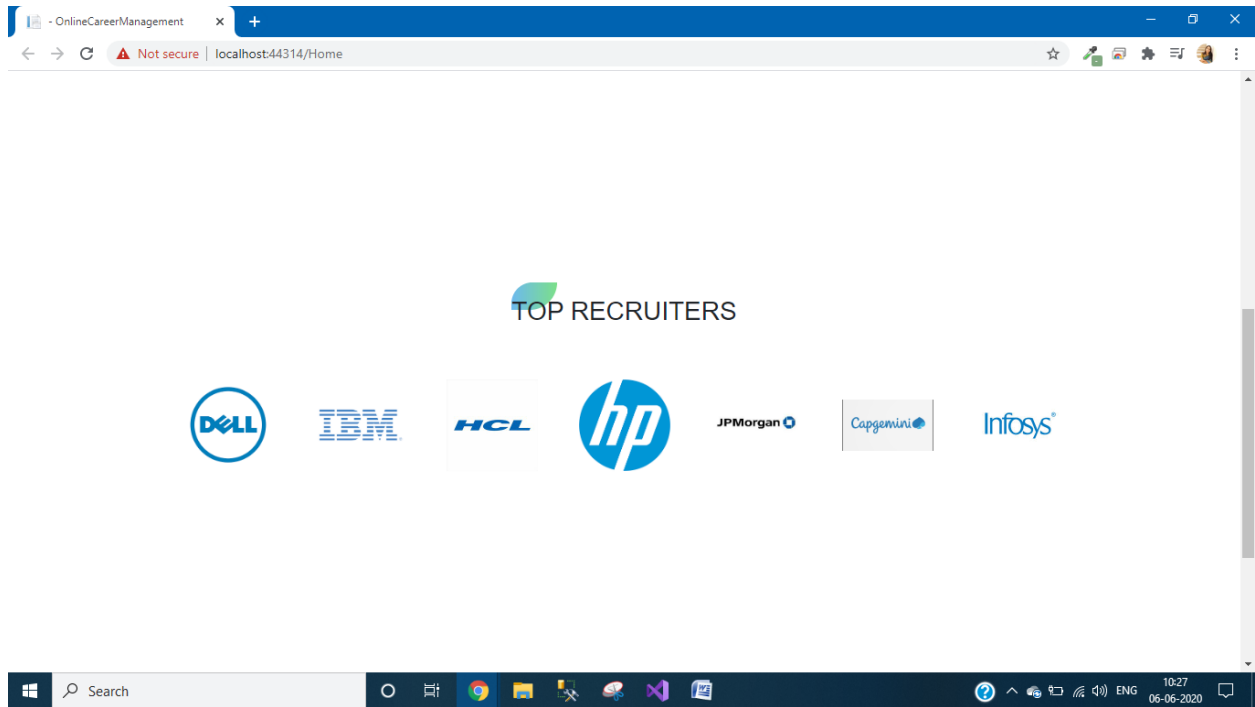 - OnlineCareerManagement
Not secure | localhost:44314/Home
TOP RECRUITERS
DELL
IBM
HCL
hp
JPMorgan
Capgemini
Infosys
Search
ENG
10:27
06-06-2020